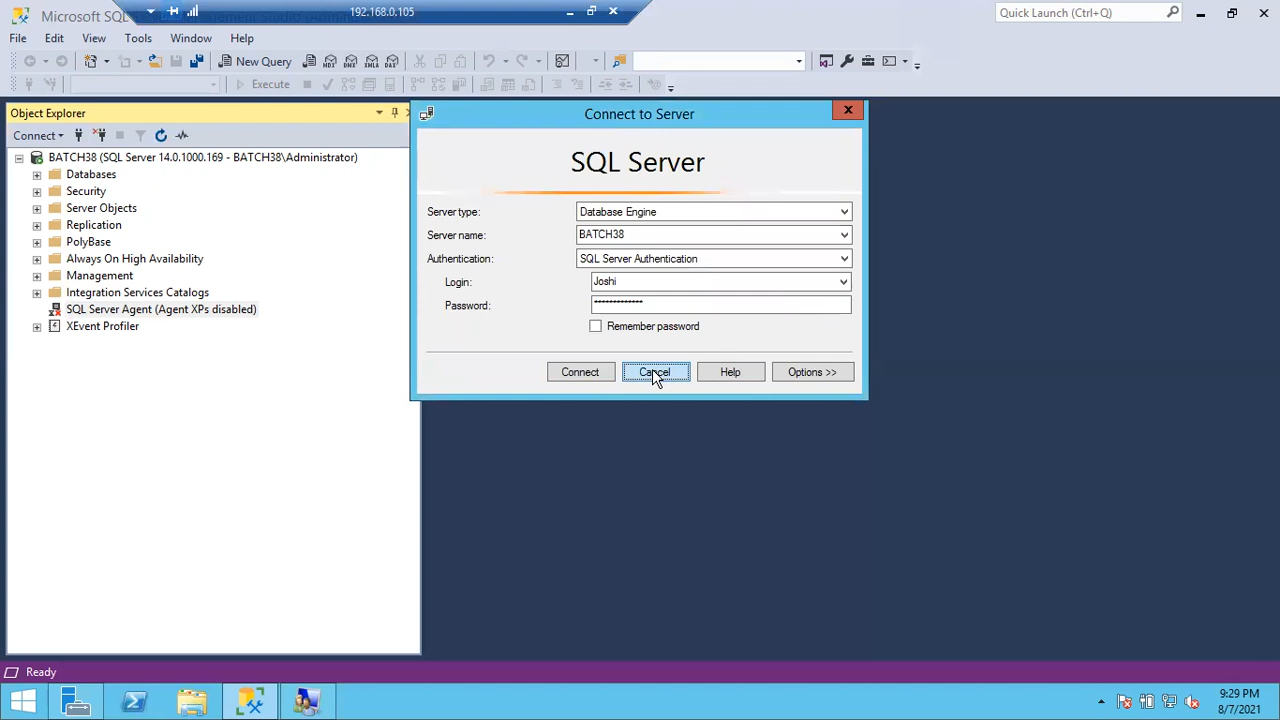 Microsoft SQL
192.168.0.105
Quick Launch (Ctrl+Q)
File Edit View Tools Window Help
New Query
MDX DMX XMLA DAX
Execute
Object Explorer
Connect
BATCH38 (SQL Server 14.0.1000.169 - BATCH38\Administrator)
Databases
Security
Server Objects
Replication
PolyBase
Always On High Availability
Management
Integration Services Catalogs
SQL Server Agent (Agent XPs disabled)
XEvent Profiler
Connect to Server
SQL Server
Server type: Database Engine
Server name: BATCH38
Authentication: SQL Server Authentication
Login: Joshi
Password: *************
Remember password
Connect Cancel Help Options >>
Ready
9:29 PM
8/7/2021